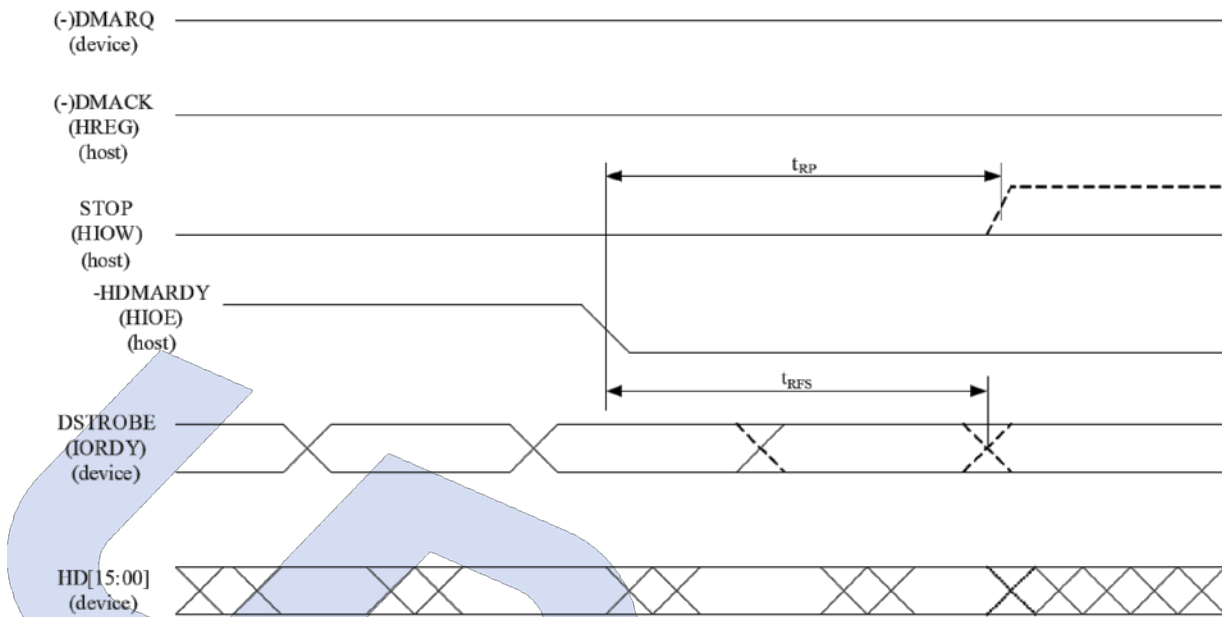 (-)DMARQ
(device)
(-)DMACK
(HREG)
(host)
tRP
STOP
(HIOW)
(host)
-HDMARDY
(HIOE)
(host)
tRFS
DSTROBE
(IORDY)
(device)
HD[15:00]
(device)